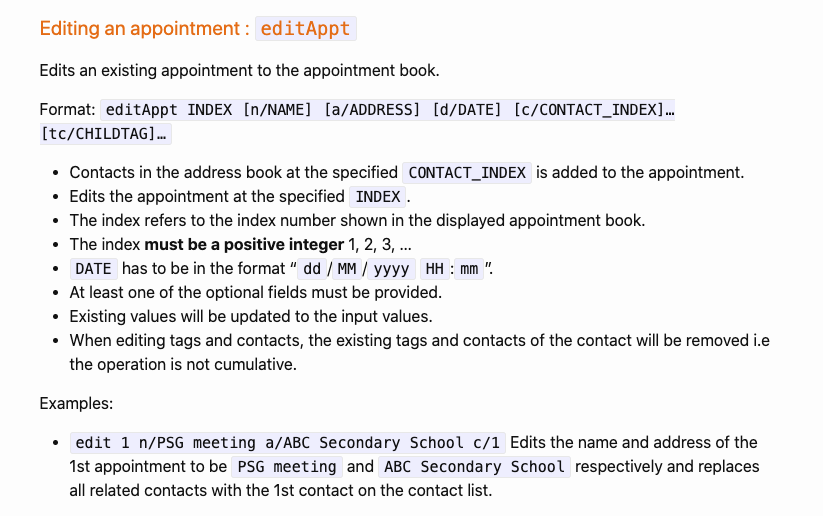 Editing an appointment : editAppt
Edits an existing appointment to the appointment book.
Format: editAppt INDEX [n/NAME] [a/ADDRESS] [d/DATE] [c/CONTACT_INDEX]…
[tc/CHILDTAG]…
• Contacts in the address book at the specified CONTACT_INDEX is added to the appointment.
• Edits the appointment at the specified INDEX .
• The index refers to the index number shown in the displayed appointment book.
• The index must be a positive integer 1, 2, 3, …
• DATE has to be in the format “ dd / MM / yyyy HH : mm ”.
• At least one of the optional fields must be provided.
• Existing values will be updated to the input values.
• When editing tags and contacts, the existing tags and contacts of the contact will be removed i.e
the operation is not cumulative.
Examples:
• edit 1 n/PSG meeting a/ABC Secondary School c/1 Edits the name and address of the
1st appointment to be PSG meeting and ABC Secondary School respectively and replaces
all related contacts with the 1st contact on the contact list.